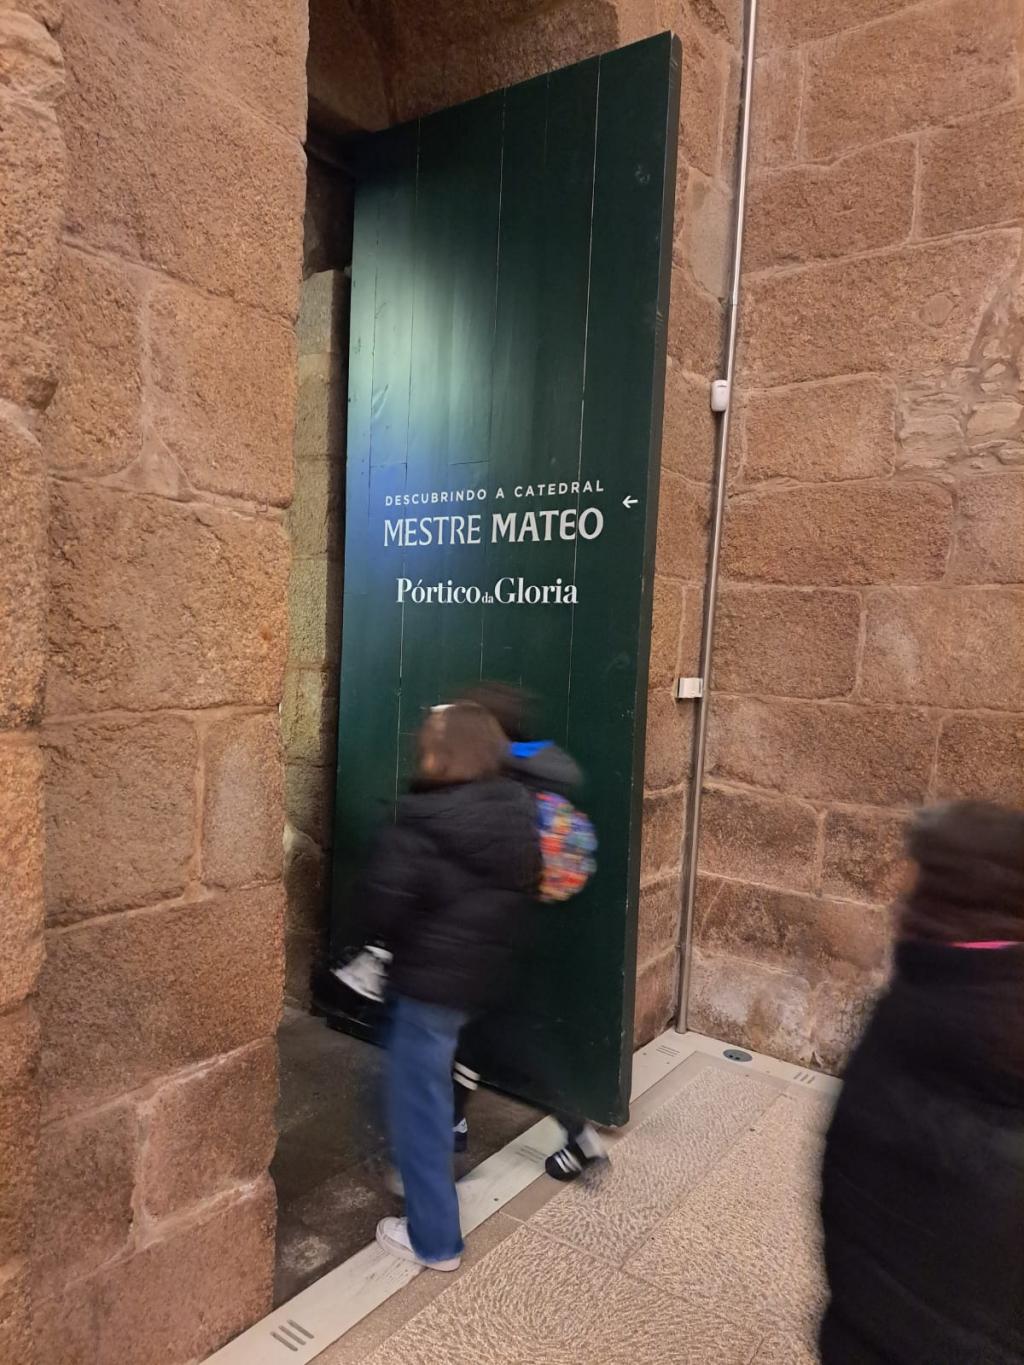 DESCUBRINDO A CATEDRAL ←
MESTRE MATEO
Pórtico da Gloria